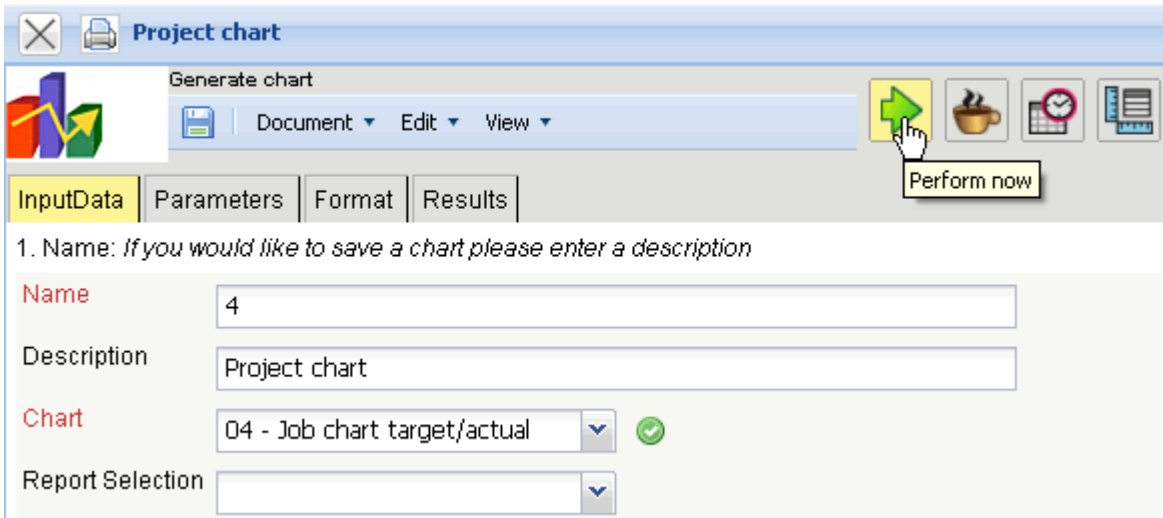 Project chart
Generate chart
Document Edit View
Perform now
InputData Parameters Format Results
1. Name: If you would like to save a chart please enter a description
Name 4
Description Project chart
Chart 04 - Job chart target/actual
Report Selection